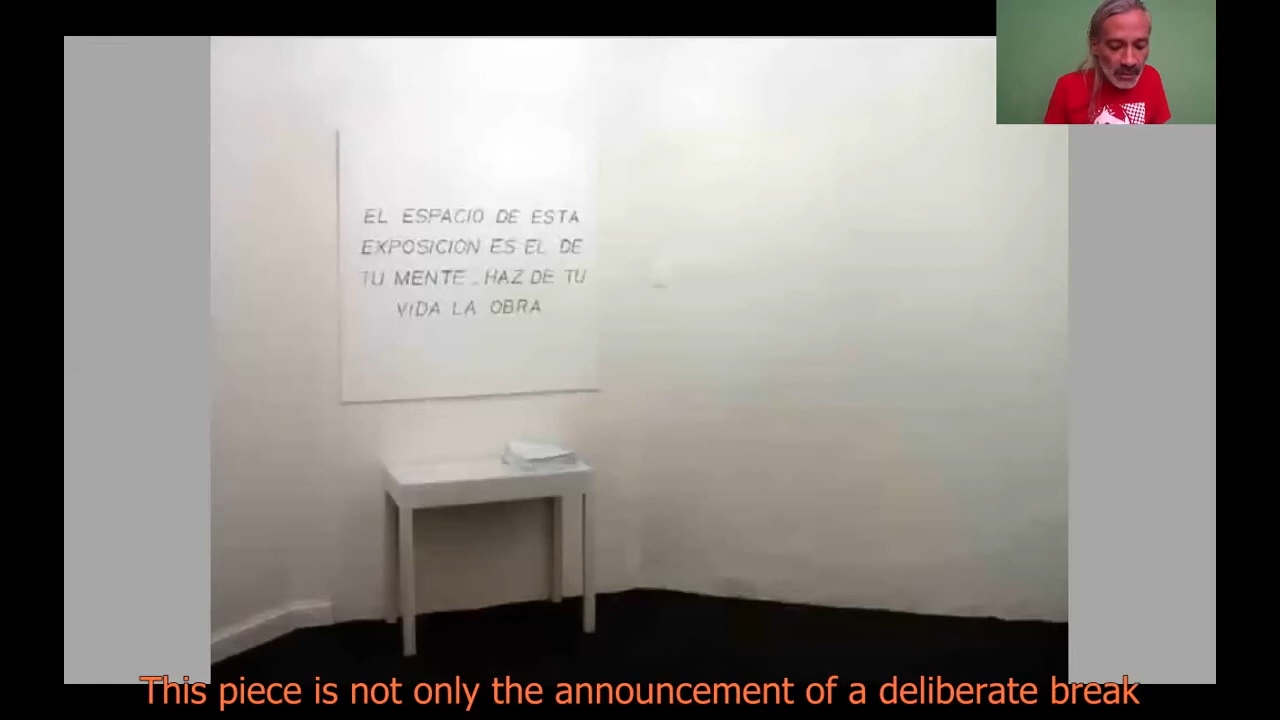 EL ESPACIO DE ESTA
EXPOSICION ES EL DE
TU MENTE _ HAZ DE TU
VIDA LA OBRA
This piece is not only the announcement of a deliberate break